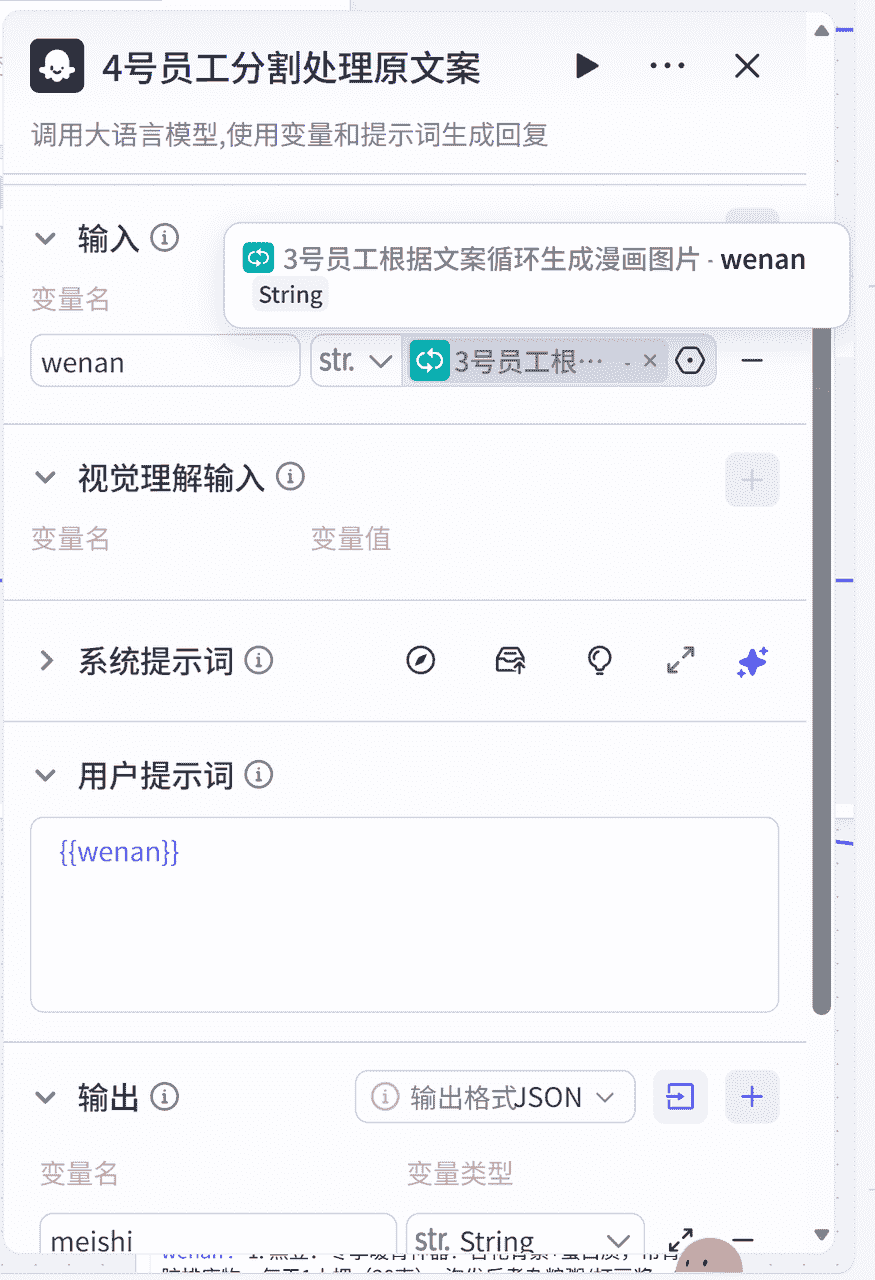 4号员工分割处理原文案
调用大语言模型,使用变量和提示词生成回复
输入
3号员工根据文案循环生成漫画图片 - wenan
String
变量名
wenan str. 3号员工根… -
视觉理解输入
变量名 变量值
系统提示词
用户提示词
{{wenan}}
输出 输出格式JSON
变量名 变量类型
meishi str. String